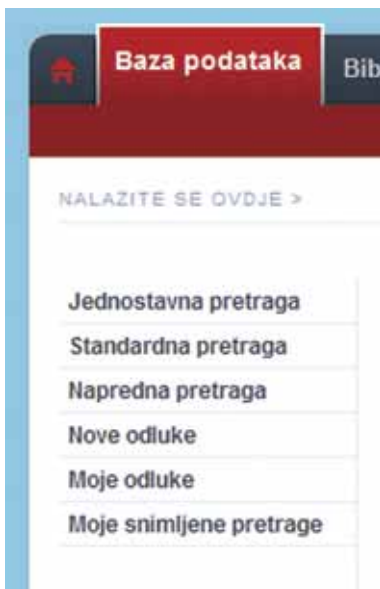 Baza podataka Bib
NALAZITE SE OVDJE >
Jednostavna pretraga
Standardna pretraga
Napredna pretraga
Nove odluke
Moje odluke
Moje snimljene pretrage